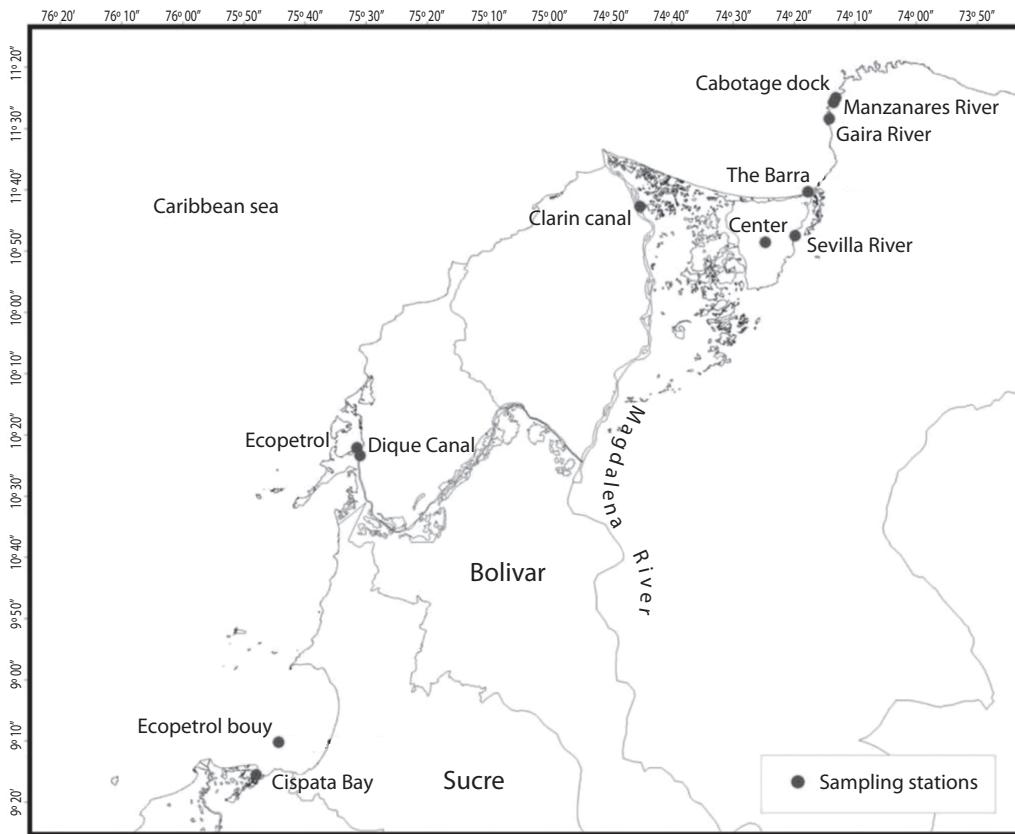 76º 20″ 76º 10″ 76º 00″ 75º 50″ 75º 40″ 75º 30″ 75º 20″ 75º 10″ 75º 00″ 74º 50″ 74º 40″ 74º 30″ 74º 20″ 74º 10″ 74º 00″ 73º 50″
11º 20″
11º 30″
11º 40″
10º 50″
10º 00″
10º 10″
10º 20″
10º 30″
10º 40″
9º 50″
9º 00″
9º 10″
9º 20″
Cabotage dock
Manzanares River
Gaira River
The Barra
Caribbean sea
Clarin canal
Center
Sevilla River
Ecopetrol
Dique Canal
Magdalena River
Bolivar
Ecopetrol bouy
Cispata Bay
Sucre
Sampling stations